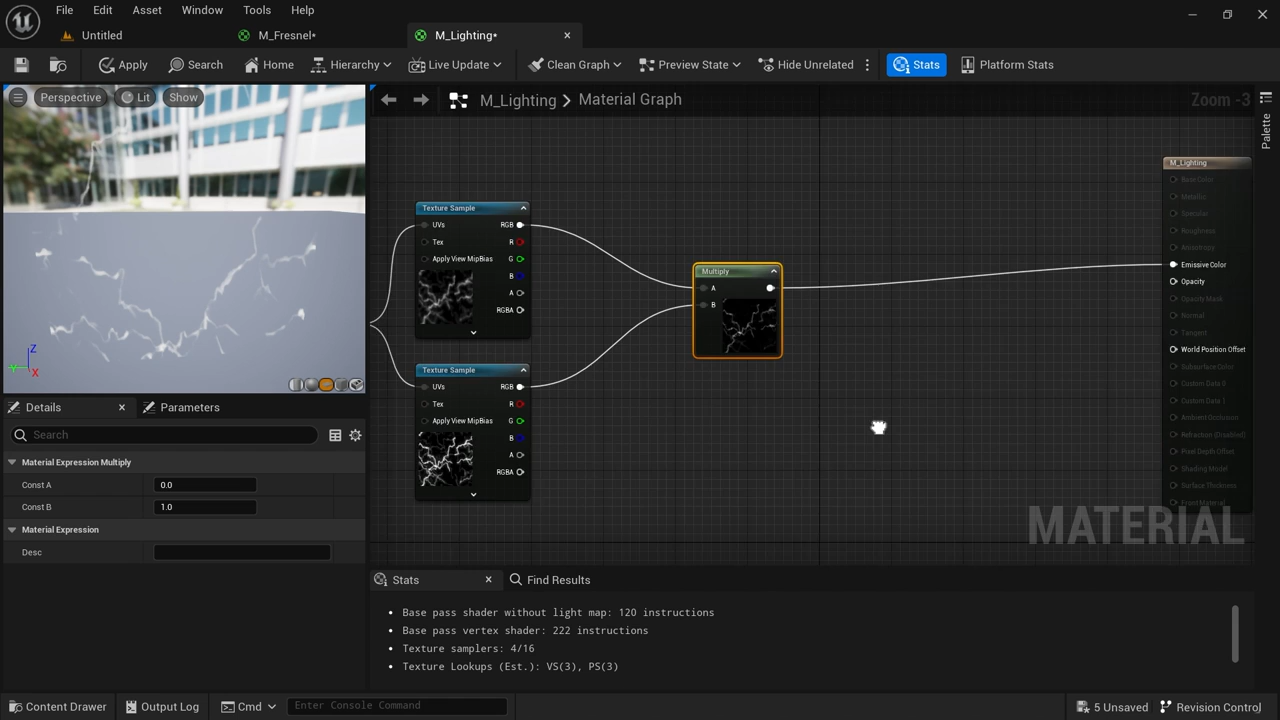 File Edit Asset Window Tools Help
Untitled M_Fresnel* M_Lighting*
Apply Search Home Hierarchy Live Update Clean Graph Preview State Hide Unrelated Stats Platform Stats
Perspective Lit Show
M_Lighting > Material Graph
Zoom -3
Palette
Z
Y
X
Texture Sample
UVs RGB
Tex R
Apply View MipBias G
B
A
RGBA
Texture Sample
UVs RGB
Tex R
Apply View MipBias G
B
A
RGBA
Multiply
A
B
M_Lighting
Base Color
Metallic
Specular
Roughness
Anisotropy
Emissive Color
Opacity
Opacity Mask
Normal
Tangent
World Position Offset
Subsurface Color
Custom Data 0
Custom Data 1
Ambient Occlusion
Refraction (Disabled)
Pixel Depth Offset
Shading Model
Surface Thickness
Front Material
MATERIAL
Details Parameters
Search
Material Expression Multiply
Const A 0.0
Const B 1.0
Material Expression
Desc
Stats Find Results
• Base pass shader without light map: 120 instructions
• Base pass vertex shader: 222 instructions
• Texture samplers: 4/16
• Texture Lookups (Est.): VS(3), PS(3)
Content Drawer Output Log Cmd Enter Console Command 5 Unsaved Revision Control